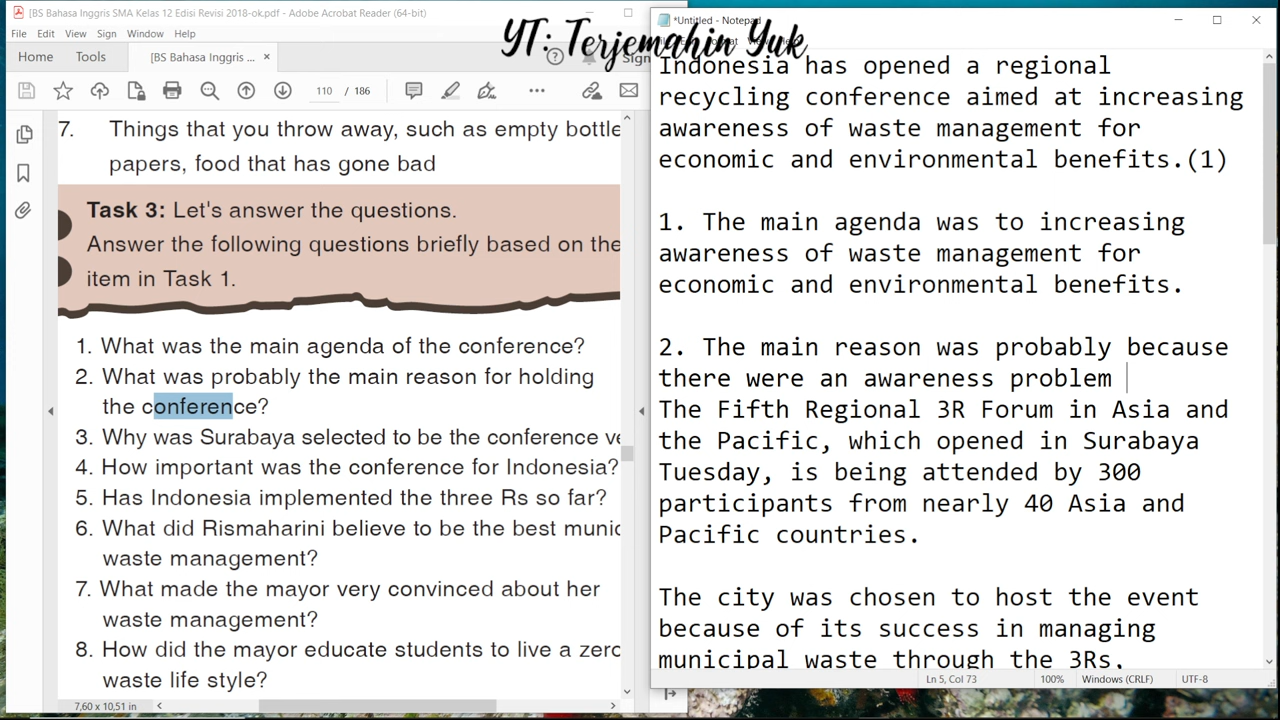 [BS Bahasa Inggris SMA Kelas 12 Edisi Revisi 2018-ok.pdf - Adobe Acrobat Reader (64-bit)
File Edit View Sign Window Help
Home Tools [BS Bahasa Inggris ... × Sign
110 / 186
7. Things that you throw away, such as empty bottle
papers, food that has gone bad
Task 3: Let's answer the questions.
Answer the following questions briefly based on the
item in Task 1.
1. What was the main agenda of the conference?
2. What was probably the main reason for holding
the conference?
3. Why was Surabaya selected to be the conference ve
4. How important was the conference for Indonesia?
5. Has Indonesia implemented the three Rs so far?
6. What did Rismaharini believe to be the best munic
waste management?
7. What made the mayor very convinced about her
waste management?
8. How did the mayor educate students to live a zero
waste life style?
7,60 x 10,51 in
YT: Terjemahin Yuk
*Untitled - Notepad
Indonesia has opened a regional
recycling conference aimed at increasing
awareness of waste management for
economic and environmental benefits.(1)
1. The main agenda was to increasing
awareness of waste management for
economic and environmental benefits.
2. The main reason was probably because
there were an awareness problem
The Fifth Regional 3R Forum in Asia and
the Pacific, which opened in Surabaya
Tuesday, is being attended by 300
participants from nearly 40 Asia and
Pacific countries.
The city was chosen to host the event
because of its success in managing
municipal waste through the 3Rs,
Ln 5, Col 73 100% Windows (CRLF) UTF-8